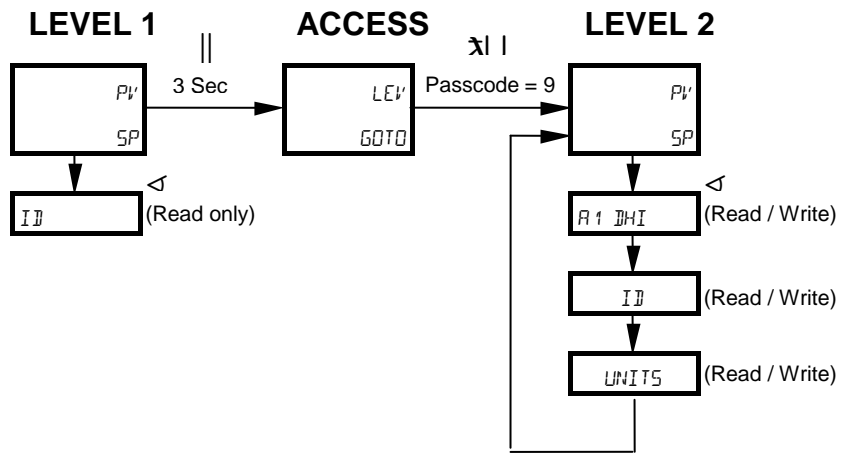 LEVEL 1
ACCESS
LEVEL 2
3 Sec
Passcode = 9
PV
SP
LEV
GOTO
PV
SP
ID
(Read only)
A1 DHI
(Read / Write)
ID
(Read / Write)
UNITS
(Read / Write)